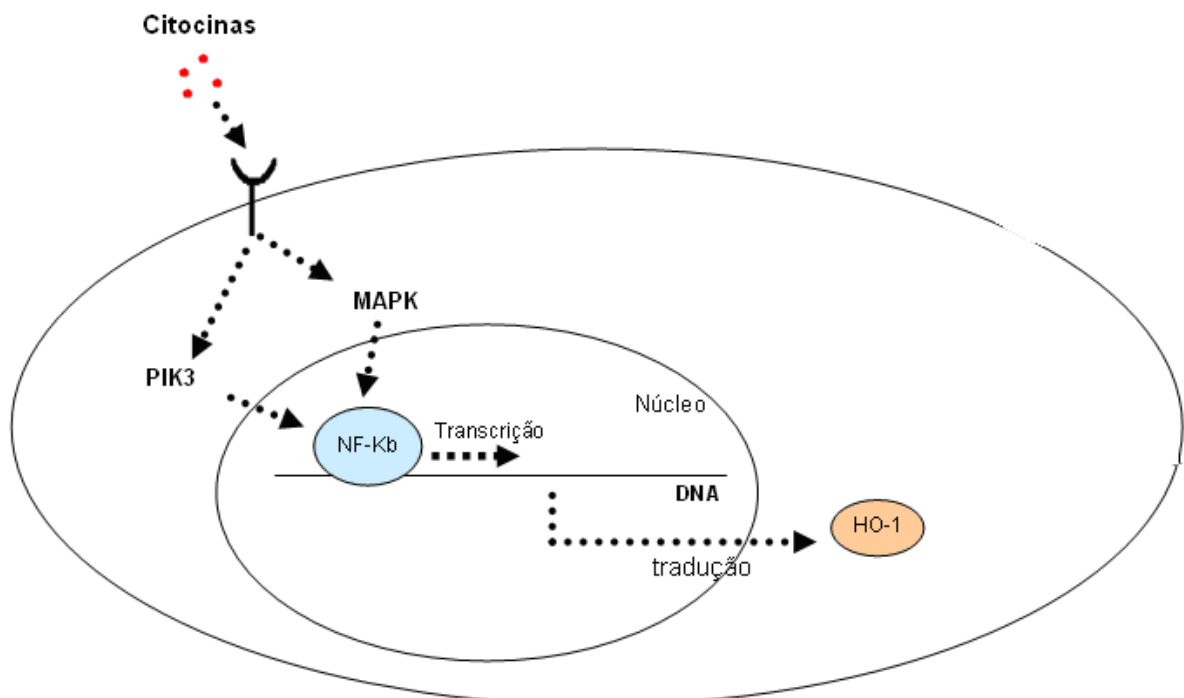 Citocinas
MAPK
PIK3
Núcleo
Transcrição
NF-Kb
DNA
HO-1
tradução